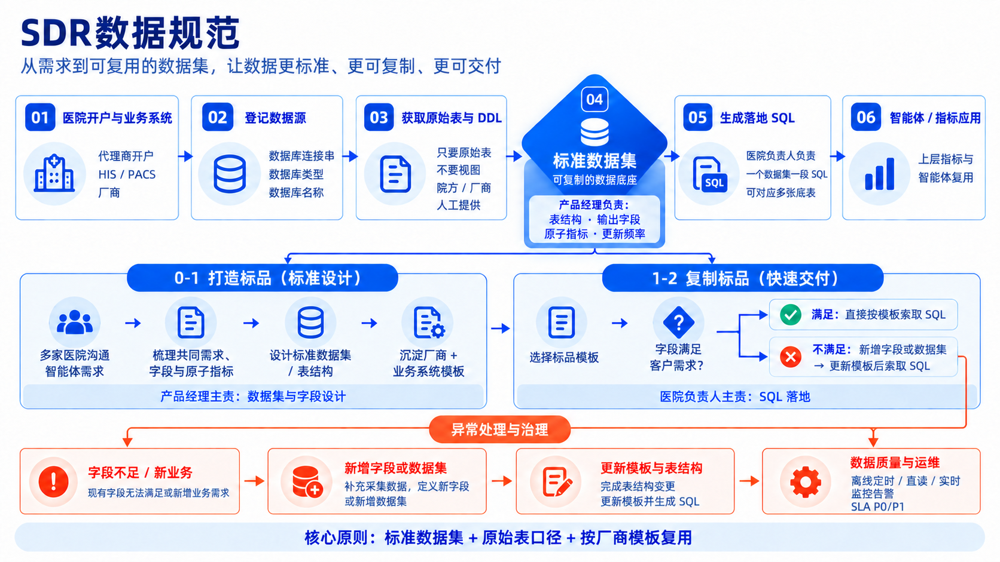 SDR数据规范
从需求到可复用的数据集，让数据更标准、更可复制、更可交付
01 医院开户与业务系统
代理商开户
HIS / PACS
厂商
02 登记数据源
数据库连接串
数据库类型
数据库名称
03 获取原始表与 DDL
只要原始表
不要视图
院方 / 厂商
人工提供
04
标准数据集
可复制的数据底座
产品经理负责：
表结构 · 输出字段
原子指标 · 更新频率
05 生成落地 SQL
SQL
医院负责人负责
一个数据集一段 SQL
可对应多张底表
06 智能体 / 指标应用
上层指标与
智能体复用
0-1 打造标品（标准设计）
多家医院沟通
智能体需求
梳理共同需求、
字段与原子指标
设计标准数据集
/ 表结构
沉淀厂商 +
业务系统模板
产品经理主责：数据集与字段设计
1-2 复制标品（快速交付）
选择标品模板
?
字段满足
客户需求？
满足：直接按模板索取 SQL
不满足：新增字段或数据集
→ 更新模板后索取 SQL
医院负责人主责：SQL 落地
异常处理与治理
字段不足 / 新业务
现有字段无法满足或新增业务需求
新增字段或数据集
补充采集数据，定义新字段
或新增数据集
更新模板与表结构
完成表结构变更
更新模板并生成 SQL
数据质量与运维
离线定时 / 直读 / 实时
监控告警
SLA P0/P1
核心原则：标准数据集 + 原始表口径 + 按厂商模板复用